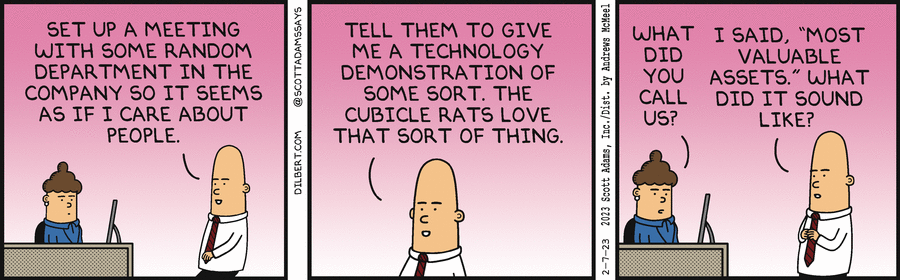 SET UP A MEETING
WITH SOME RANDOM
DEPARTMENT IN THE
COMPANY SO IT SEEMS
AS IF I CARE ABOUT
PEOPLE.
DILBERT.COM @SCOTTADAMSSAYS
TELL THEM TO GIVE
ME A TECHNOLOGY
DEMONSTRATION OF
SOME SORT. THE
CUBICLE RATS LOVE
THAT SORT OF THING.
2-7-23 2023 Scott Adams, Inc./Dist. by Andrews McMeel
WHAT
DID
YOU
CALL
US?
I SAID, "MOST
VALUABLE
ASSETS." WHAT
DID IT SOUND
LIKE?